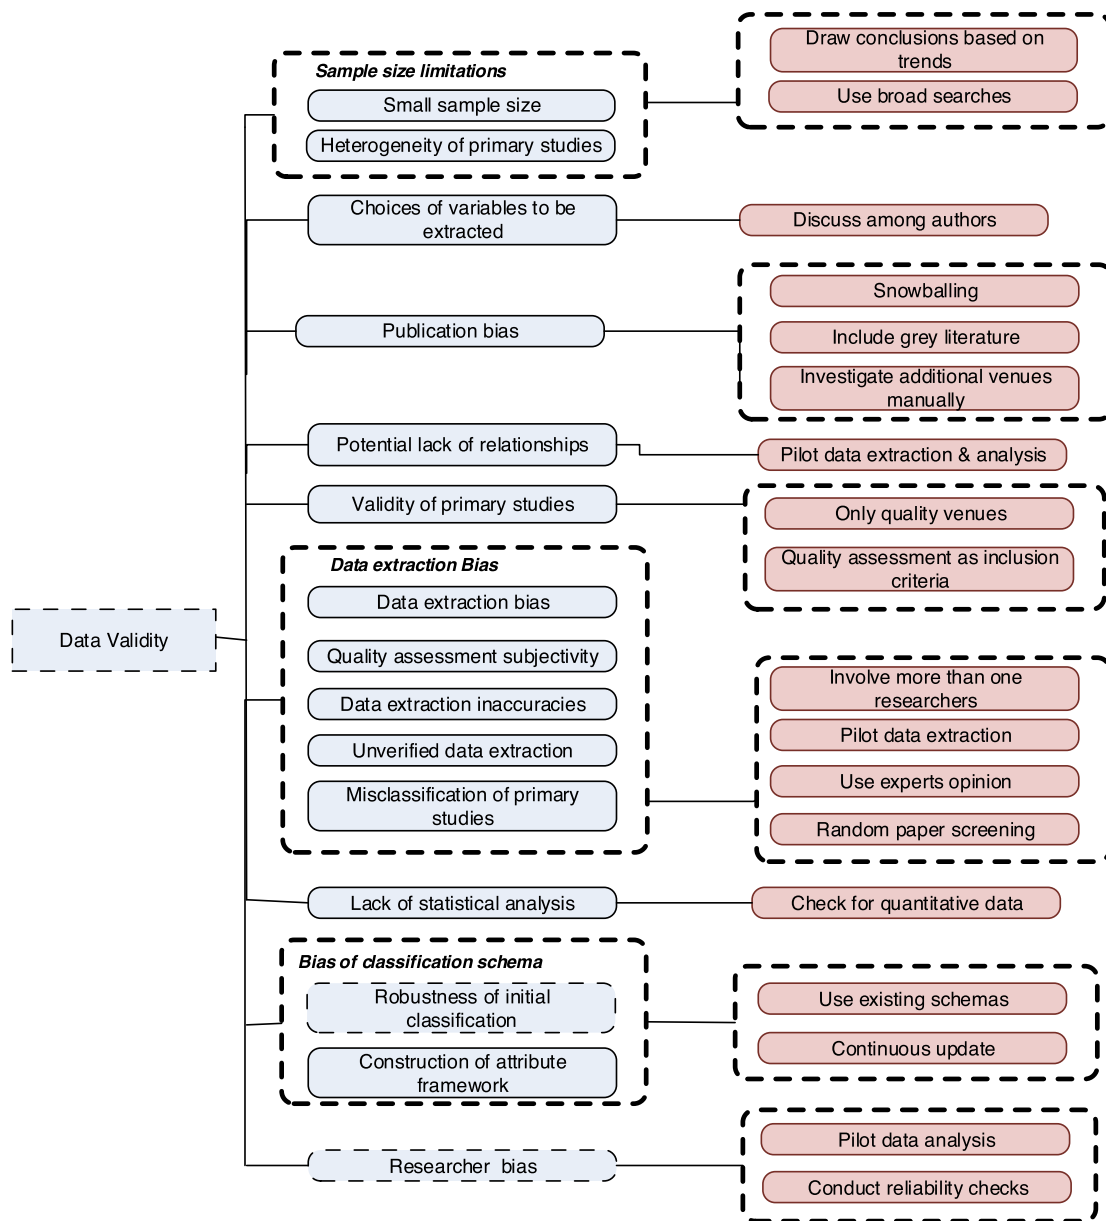 Data Validity
Sample size limitations
Small sample size
Heterogeneity of primary studies
Draw conclusions based on
trends
Use broad searches
Choices of variables to be
extracted
Discuss among authors
Publication bias
Snowballing
Include grey literature
Investigate additional venues
manually
Potential lack of relationships
Pilot data extraction & analysis
Validity of primary studies
Only quality venues
Quality assessment as inclusion
criteria
Data extraction Bias
Data extraction bias
Quality assessment subjectivity
Data extraction inaccuracies
Unverified data extraction
Misclassification of primary
studies
Involve more than one
researchers
Pilot data extraction
Use experts opinion
Random paper screening
Lack of statistical analysis
Check for quantitative data
Bias of classification schema
Robustness of initial
classification
Construction of attribute
framework
Use existing schemas
Continuous update
Researcher  bias
Pilot data analysis
Conduct reliability checks